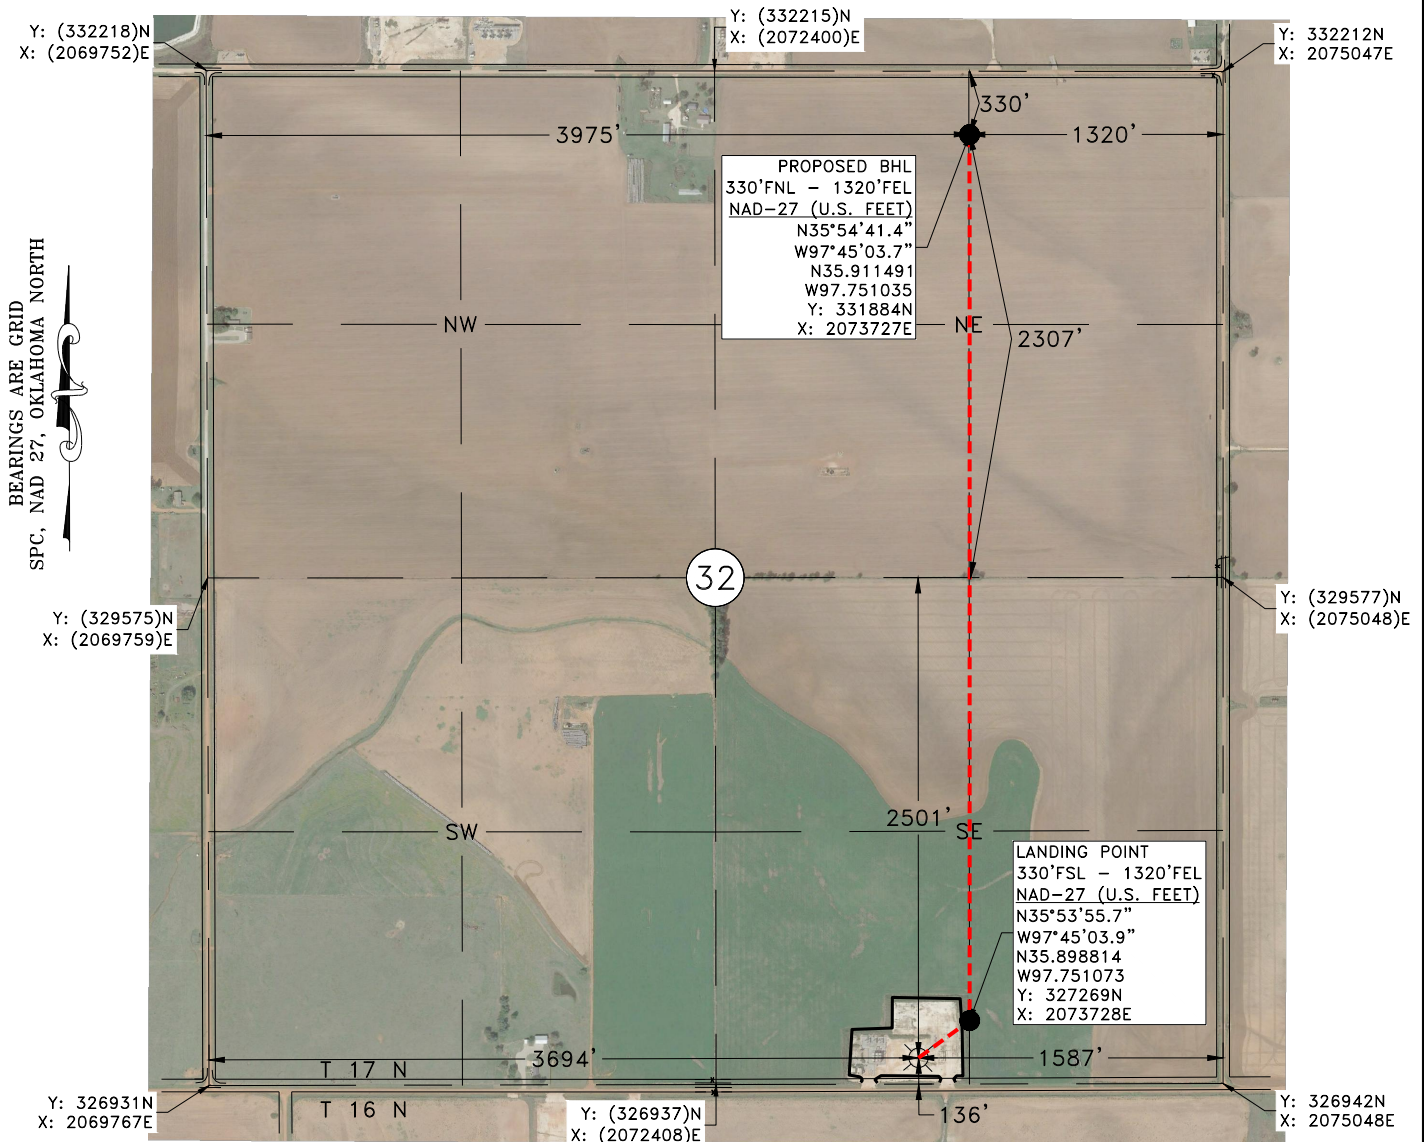 Y: (332218)N
X: (2069752)E
Y: (332215)N
X: (2072400)E
Y: 332212N
X: 2075047E
330'
3975'
1320'
PROPOSED BHL
330'FNL - 1320'FEL
NAD-27 (U.S. FEET)
N35°54'41.4"
W97°45'03.7"
N35.911491
W97.751035
Y: 331884N
X: 2073727E
BEARINGS ARE GRID
SPC, NAD 27, OKLAHOMA NORTH
NW
NE
2307'
32
Y: (329575)N
X: (2069759)E
Y: (329577)N
X: (2075048)E
2501'
SW
SE
LANDING POINT
330'FSL - 1320'FEL
NAD-27 (U.S. FEET)
N35°53'55.7"
W97°45'03.9"
N35.898814
W97.751073
Y: 327269N
X: 2073728E
3694'
1587'
T 17 N
T 16 N
136'
Y: 326931N
X: 2069767E
Y: (326937)N
X: (2072408)E
Y: 326942N
X: 2075048E